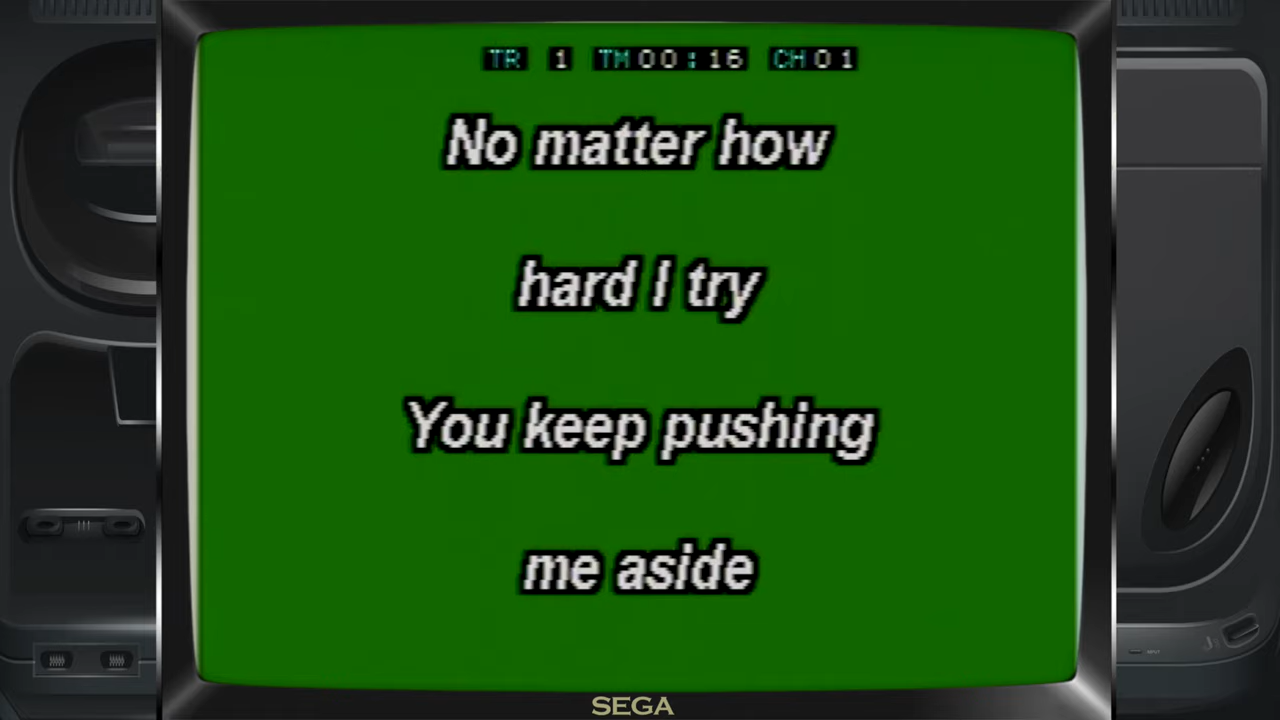 TR 1 TM00:16 CH01
No matter how
hard I try
You keep pushing
me aside
SEGA